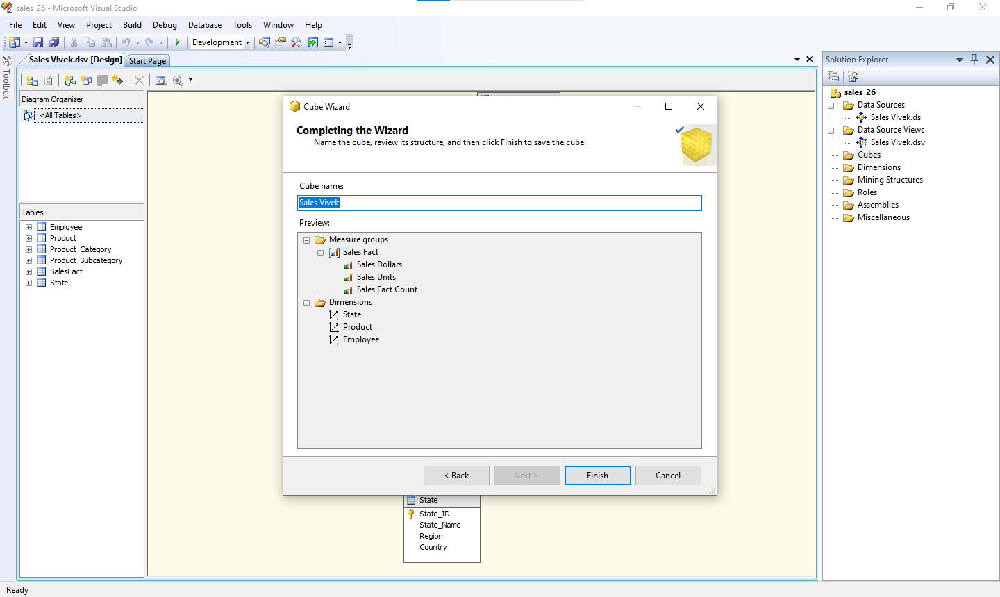 sales_26 - Microsoft Visual Studio
File Edit View Project Build Debug Database Tools Window Help
Development
Toolbox
Sales Vivek.dsv [Design] Start Page
Diagram Organizer
<All Tables>
Tables
Employee
Product
Product_Category
Product_Subcategory
SalesFact
State
Cube Wizard
Completing the Wizard
Name the cube, review its structure, and then click Finish to save the cube.
Cube name:
Sales Vivek
Preview:
Measure groups
Sales Fact
Sales Dollars
Sales Units
Sales Fact Count
Dimensions
State
Product
Employee
< Back Next > Finish Cancel
State
State_ID
State_Name
Region
Country
Solution Explorer
sales_26
Data Sources
Sales Vivek.ds
Data Source Views
Sales Vivek.dsv
Cubes
Dimensions
Mining Structures
Roles
Assemblies
Miscellaneous
Ready